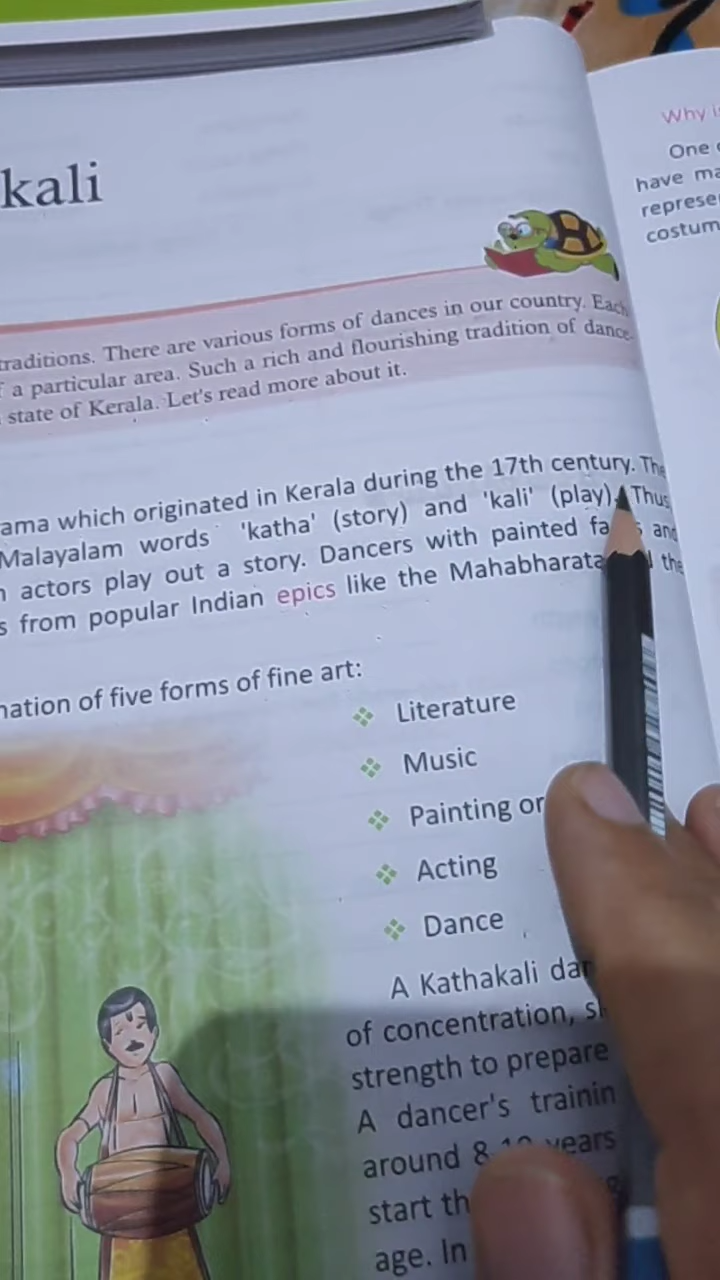 kali
traditions. There are various forms of dances in our country. Each
a particular area. Such a rich and flourishing tradition of dance
state of Kerala. Let's read more about it.
ama which originated in Kerala during the 17th century. The
Malayalam words 'katha' (story) and 'kali' (play). Thus
actors play out a story. Dancers with painted and
s from popular Indian epics like the Mahabharata the
nation of five forms of fine art:
Literature
Music
Painting or
Acting
Dance
A Kathakali
of concentration,
strength to prepare
A dancer's trainin
around 8-10 years
start th
age. In
Why i
One
have ma
represe
costum